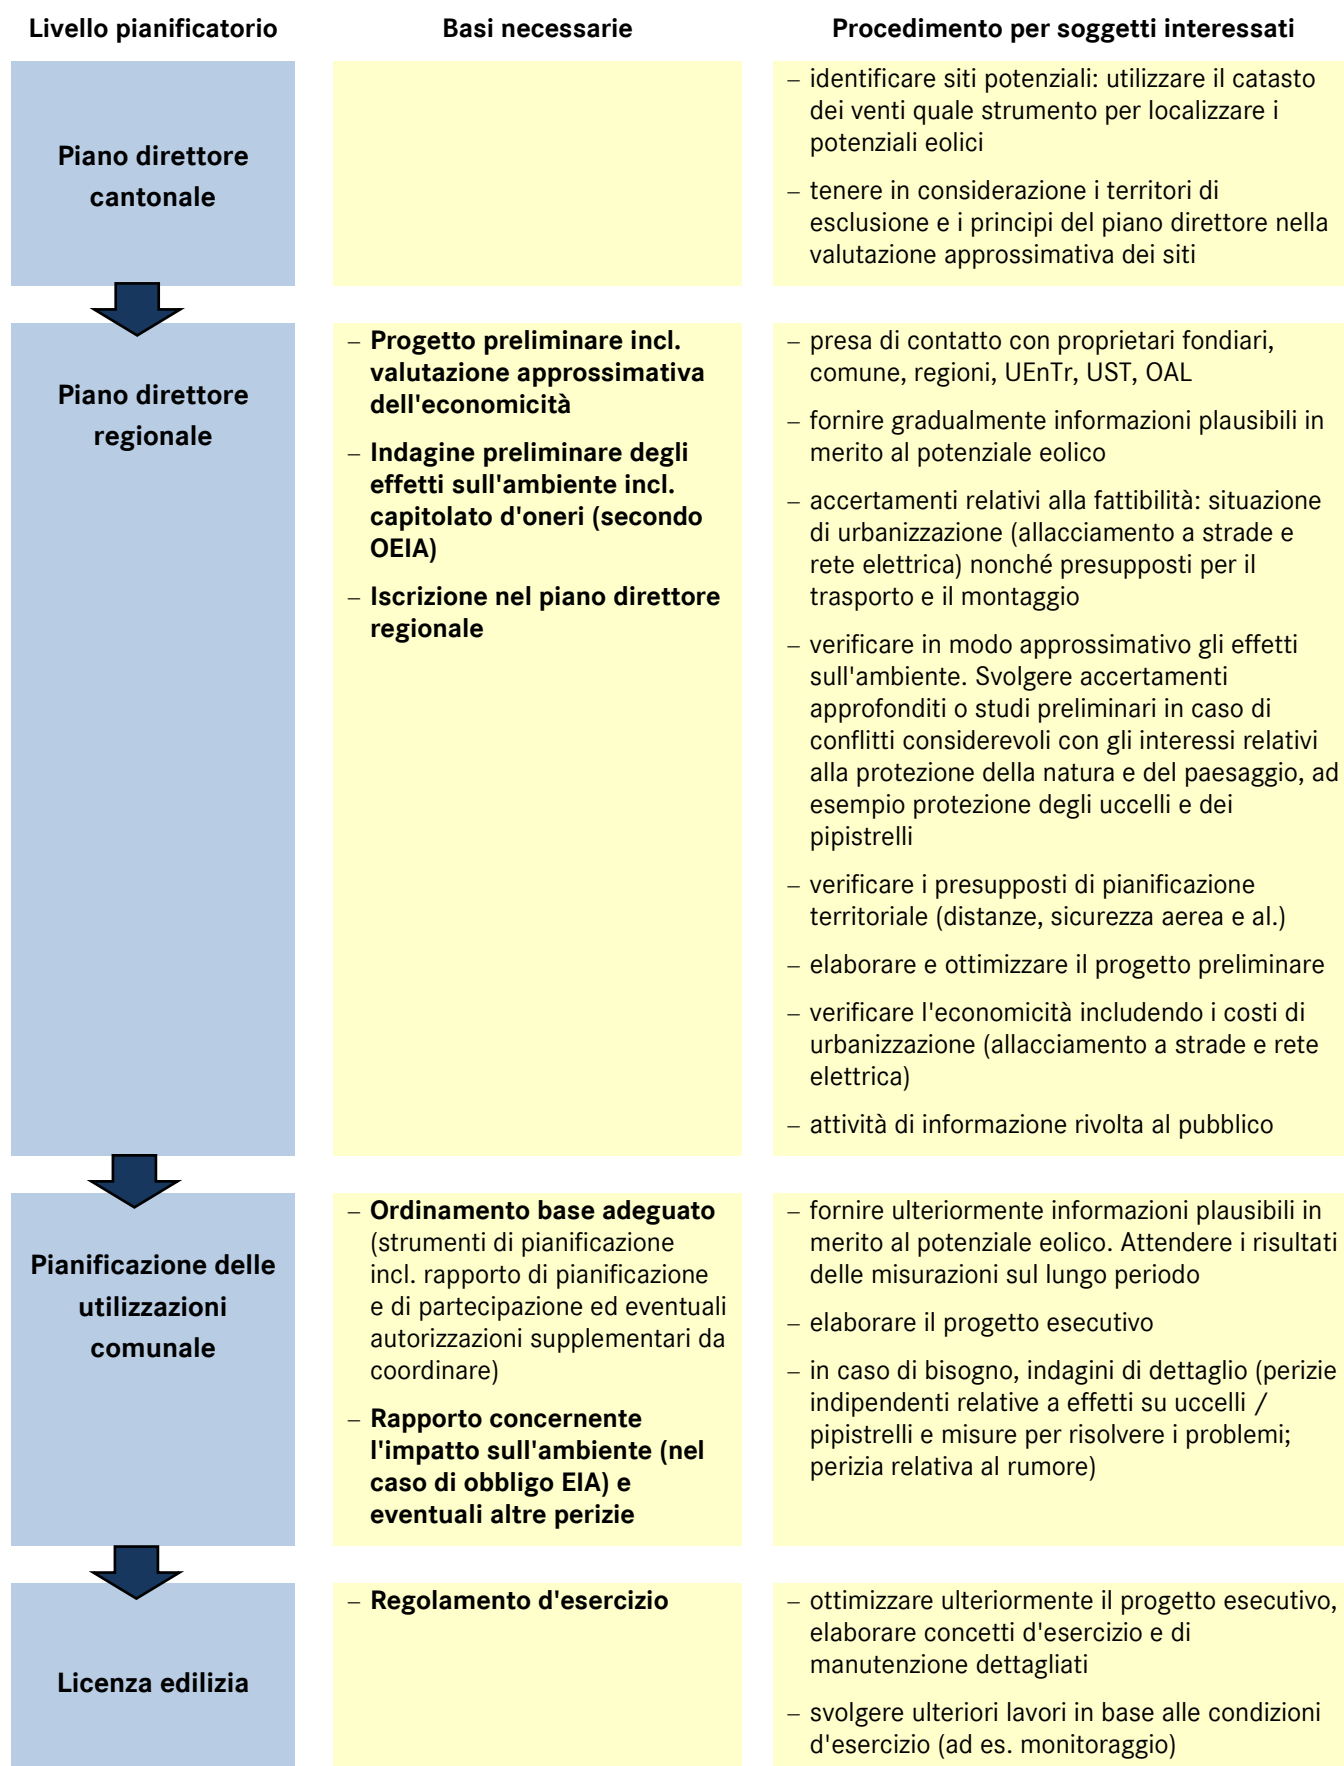 Livello pianificatorio
Basi necessarie
Procedimento per soggetti interessati
Piano direttore
cantonale
– identificare siti potenziali: utilizzare il catasto
dei venti quale strumento per localizzare i
potenziali eolici
– tenere in considerazione i territori di
esclusione e i principi del piano direttore nella
valutazione approssimativa dei siti
Piano direttore
regionale
– Progetto preliminare incl.
valutazione approssimativa
dell'economicità
– Indagine preliminare degli
effetti sull'ambiente incl.
capitolato d'oneri (secondo
OEIA)
– Iscrizione nel piano direttore
regionale
– presa di contatto con proprietari fondiari,
comune, regioni, UEnTr, UST, OAL
– fornire gradualmente informazioni plausibili in
merito al potenziale eolico
– accertamenti relativi alla fattibilità: situazione
di urbanizzazione (allacciamento a strade e
rete elettrica) nonché presupposti per il
trasporto e il montaggio
– verificare in modo approssimativo gli effetti
sull'ambiente. Svolgere accertamenti
approfonditi o studi preliminari in caso di
conflitti considerevoli con gli interessi relativi
alla protezione della natura e del paesaggio, ad
esempio protezione degli uccelli e dei
pipistrelli
– verificare i presupposti di pianificazione
territoriale (distanze, sicurezza aerea e al.)
– elaborare e ottimizzare il progetto preliminare
– verificare l'economicità includendo i costi di
urbanizzazione (allacciamento a strade e rete
elettrica)
– attività di informazione rivolta al pubblico
Pianificazione delle
utilizzazioni
comunale
– Ordinamento base adeguato
(strumenti di pianificazione
incl. rapporto di pianificazione
e di partecipazione ed eventuali
autorizzazioni supplementari da
coordinare)
– Rapporto concernente
l'impatto sull'ambiente (nel
caso di obbligo EIA) e
eventuali altre perizie
– fornire ulteriormente informazioni plausibili in
merito al potenziale eolico. Attendere i risultati
delle misurazioni sul lungo periodo
– elaborare il progetto esecutivo
– in caso di bisogno, indagini di dettaglio (perizie
indipendenti relative a effetti su uccelli /
pipistrelli e misure per risolvere i problemi;
perizia relativa al rumore)
Licenza edilizia
– Regolamento d'esercizio
– ottimizzare ulteriormente il progetto esecutivo,
elaborare concetti d'esercizio e di
manutenzione dettagliati
– svolgere ulteriori lavori in base alle condizioni
d'esercizio (ad es. monitoraggio)